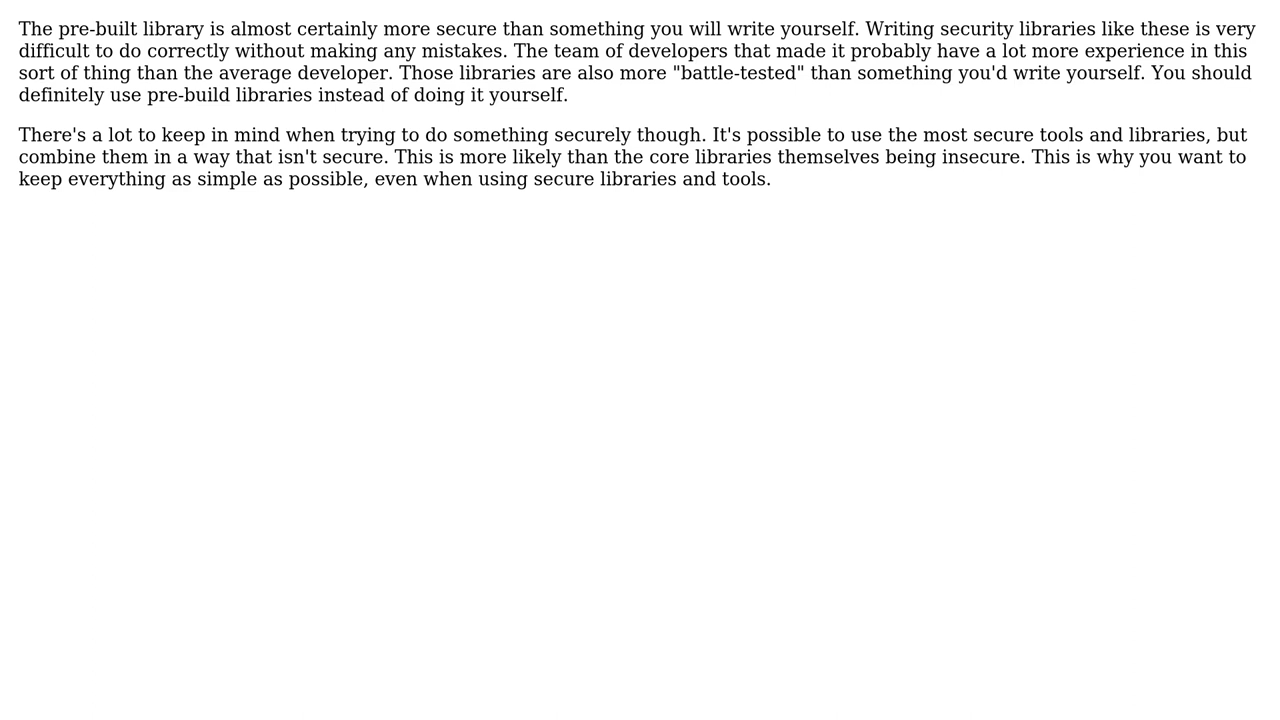 The pre-built library is almost certainly more secure than something you will write yourself. Writing security libraries like these is very
difficult to do correctly without making any mistakes. The team of developers that made it probably have a lot more experience in this
sort of thing than the average developer. Those libraries are also more "battle-tested" than something you'd write yourself. You should
definitely use pre-build libraries instead of doing it yourself.
There's a lot to keep in mind when trying to do something securely though. It's possible to use the most secure tools and libraries, but
combine them in a way that isn't secure. This is more likely than the core libraries themselves being insecure. This is why you want to
keep everything as simple as possible, even when using secure libraries and tools.